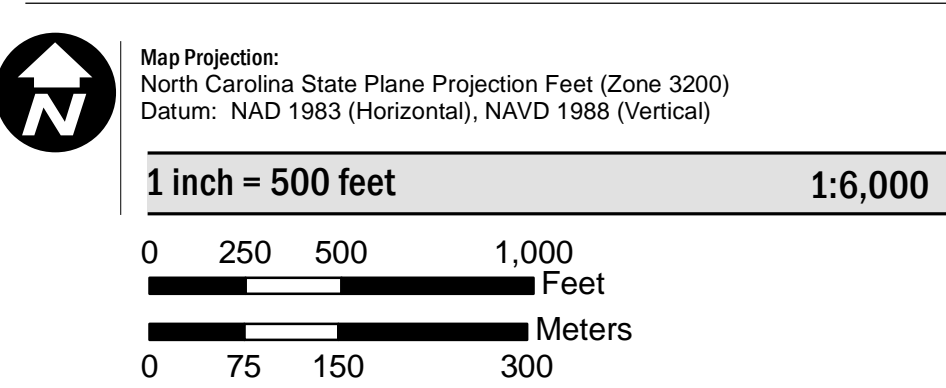 N
Map Projection:
North Carolina State Plane Projection Feet (Zone 3200)
Datum: NAD 1983 (Horizontal), NAVD 1988 (Vertical)
1 inch = 500 feet 1:6,000
0 250 500 1,000
Feet
Meters
0 75 150 300